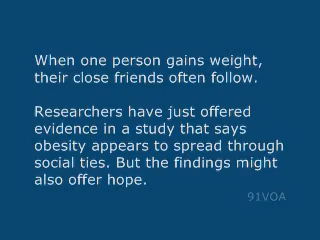 When one person gains weight,
their close friends often follow.
Researchers have just offered
evidence in a study that says
obesity appears to spread through
social ties. But the findings might
also offer hope.
91VOA